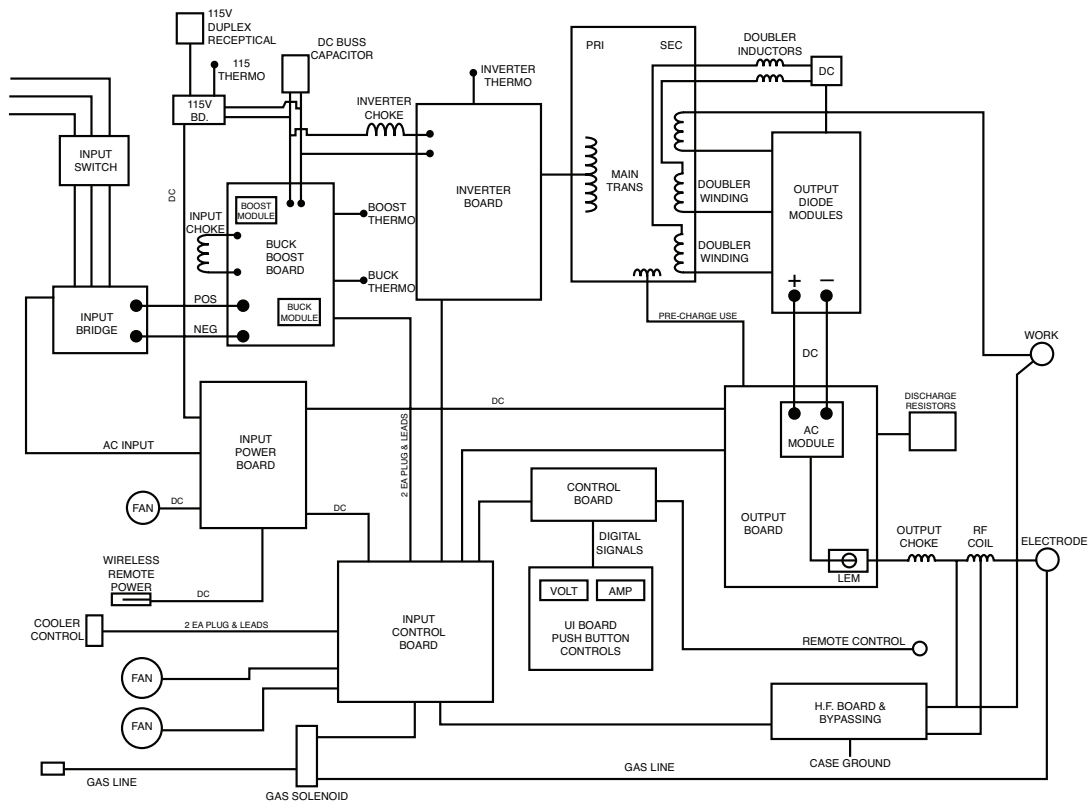 115V
DUPLEX
RECEPTICAL
DC BUSS
CAPACITOR
115
THERMO
115V
BD.
INPUT
SWITCH
DC
INVERTER
CHOKE
INVERTER
THERMO
PRI
SEC
DOUBLER
INDUCTORS
DC
MAIN
TRANS
DOUBLER
WINDING
DOUBLER
WINDING
OUTPUT
DIODE
MODULES
+
–
INVERTER
BOARD
BOOST
MODULE
BOOST
THERMO
INPUT
CHOKE
BUCK
BOOST
BOARD
BUCK
THERMO
BUCK
MODULE
INPUT
BRIDGE
POS
NEG
PRE-CHARGE USE
DC
WORK
DC
AC
MODULE
DISCHARGE
RESISTORS
AC INPUT
INPUT
POWER
BOARD
2 EA PLUG & LEADS
FAN
DC
DC
CONTROL
BOARD
DIGITAL
SIGNALS
OUTPUT
BOARD
LEM
OUTPUT
CHOKE
RF
COIL
ELECTRODE
WIRELESS
REMOTE
POWER
DC
VOLT
AMP
UI BOARD
PUSH BUTTON
CONTROLS
COOLER
CONTROL
2 EA PLUG & LEADS
INPUT
CONTROL
BOARD
REMOTE CONTROL
FAN
FAN
H.F. BOARD &
BYPASSING
CASE GROUND
GAS LINE
GAS SOLENOID
GAS LINE